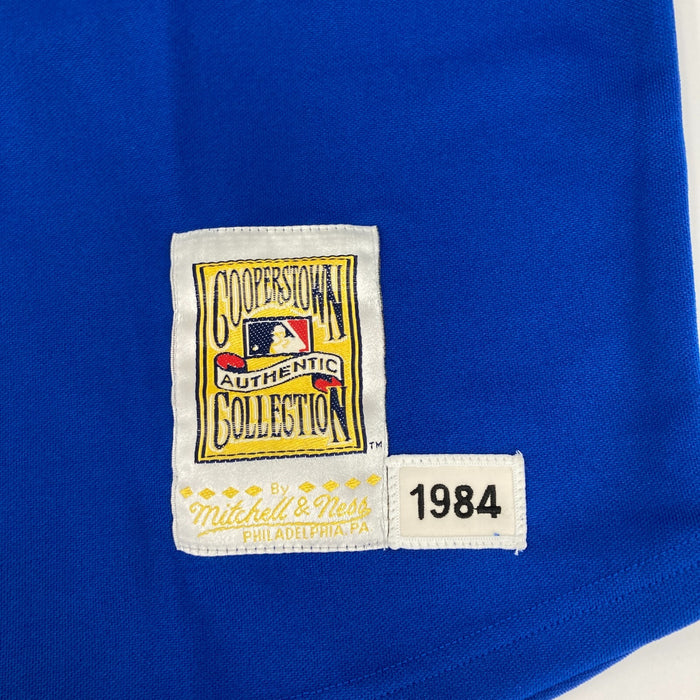 COOPERSTOWN
AUTHENTIC
COLLECTION
TM
By
Mitchell & Ness
PHILADELPHIA, PA
1984